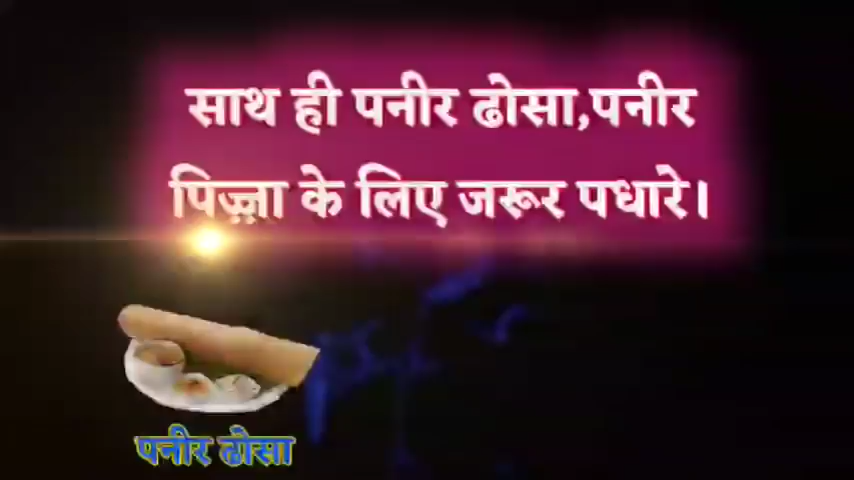 साथ ही पनीर ढोसा,पनीर
पिज़्ज़ा के लिए जरूर पधारे।
पनीर ढोसा